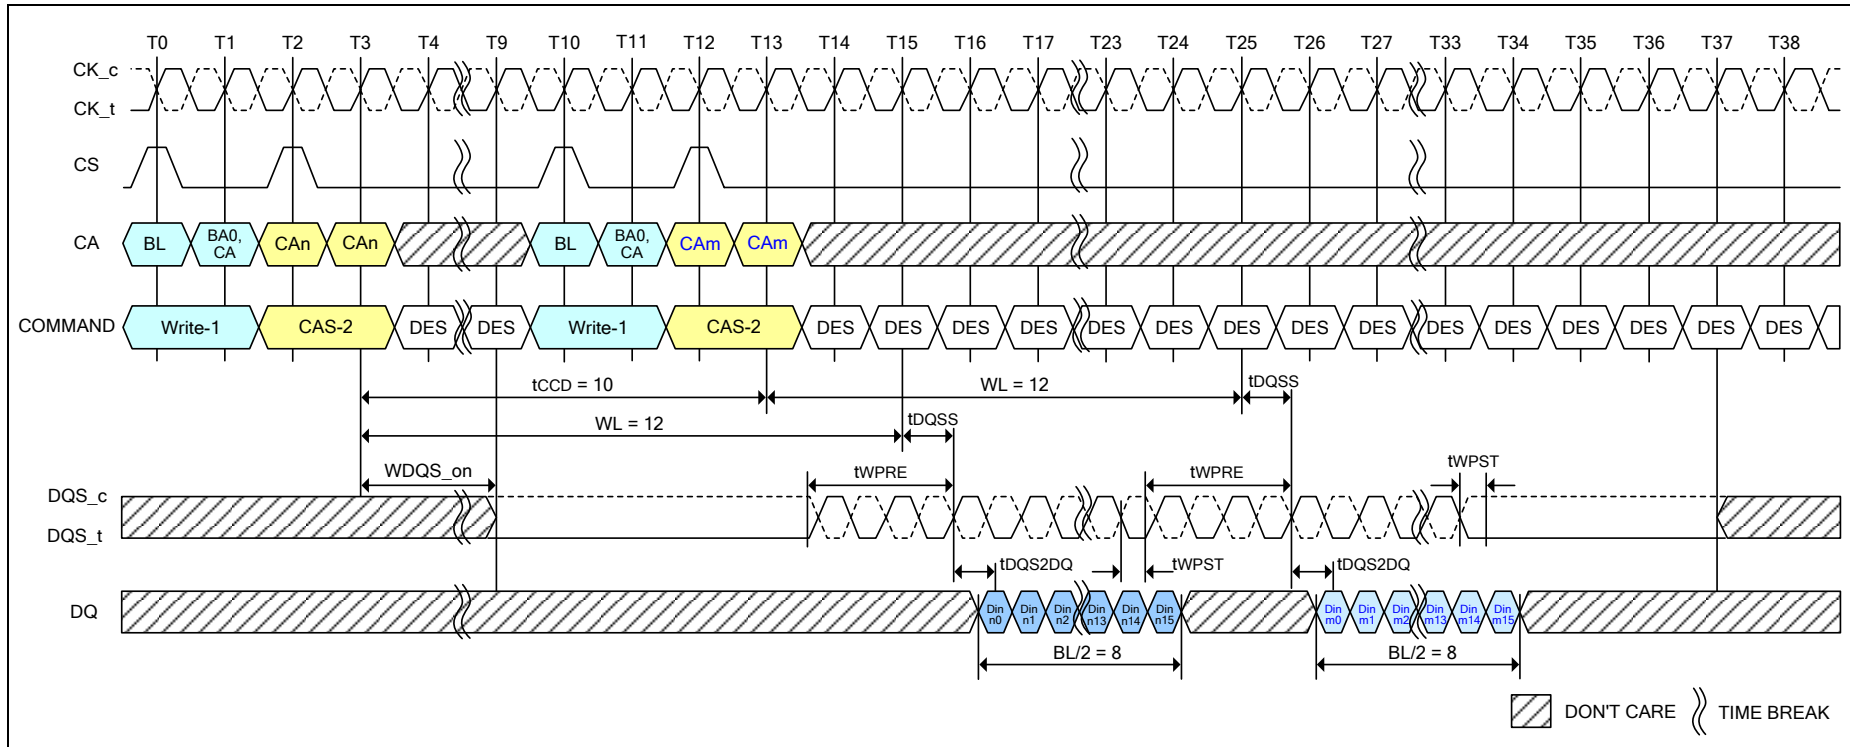 T0 T1 T2 T3 T4 T9 T10 T11 T12 T13 T14 T15 T16 T17 T23 T24 T25 T26 T27 T33 T34 T35 T36 T37 T38
CK_c
CK_t
CS
CA BL BA0, CA CAn CAn BL BA0, CA CAm CAm
COMMAND Write-1 CAS-2 DES DES Write-1 CAS-2 DES DES DES DES DES DES DES DES DES DES DES DES DES DES DES
tCCD = 10 WL = 12 tDQSS
WL = 12 tDQSS
WDQS_on tWPRE tWPRE tWPST
DQS_c
DQS_t
tDQS2DQ tWPST tDQS2DQ
DQ Din n0 Din n1 Din n2 Din n13 Din n14 Din n15 Din m0 Din m1 Din m2 Din m13 Din m14 Din m15
BL/2 = 8 BL/2 = 8
DON'T CARE TIME BREAK